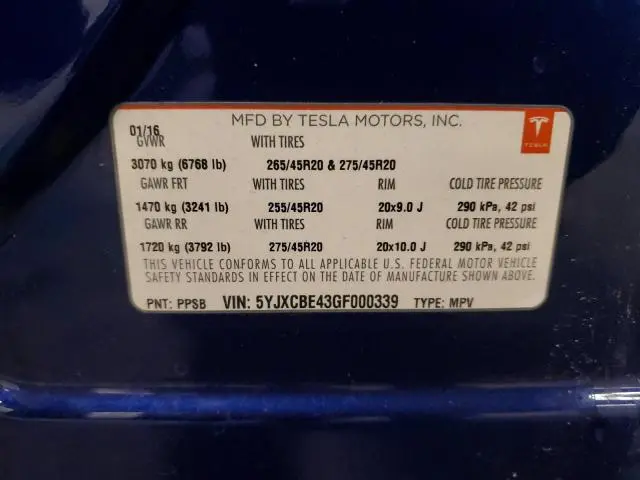 MFD BY TESLA MOTORS, INC.
01/16
GVWR WITH TIRES
3070 kg (6768 lb) 265/45R20 & 275/45R20
GAWR FRT WITH TIRES RIM COLD TIRE PRESSURE
1470 kg (3241 lb) 255/45R20 20x9.0 J 290 kPa, 42 psi
GAWR RR WITH TIRES RIM COLD TIRE PRESSURE
1720 kg (3792 lb) 275/45R20 20x10.0 J 290 kPa, 42 psi
THIS VEHICLE CONFORMS TO ALL APPLICABLE U.S. FEDERAL MOTOR VEHICLE
SAFETY STANDARDS IN EFFECT ON THE DATE OF MANUFACTURE SHOWN ABOVE.
PNT: PPSB VIN: 5YJXCBE43GF000339 TYPE: MPV
TESLA